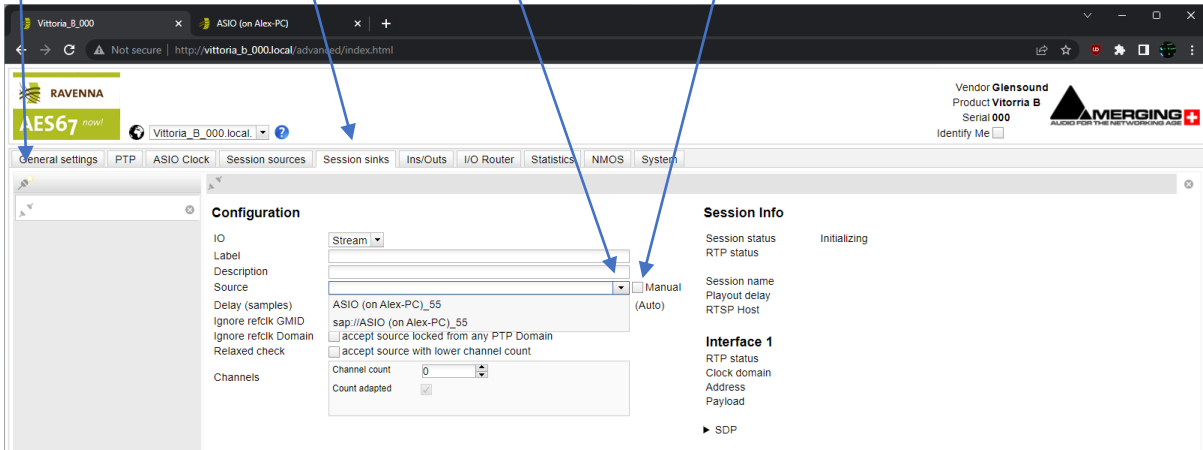 Vittoria_B_000
ASIO (on Alex-PC)
Not secure | http://vittoria_b_000.local/advanced/index.html
RAVENNA
AES67 now!
Vittoria_B_000.local.
Vendor Glensound
Product Vitorria B
Serial 000
Identify Me
MERGING
AUDIO FOR THE NETWORKING AGE
General settings PTP ASIO Clock Session sources Session sinks Ins/Outs I/O Router Statistics NMOS System
Configuration
IO Stream
Label
Description
Source Manual
Delay (samples) ASIO (on Alex-PC)_55 (Auto)
Ignore refclk GMID sap://ASIO (on Alex-PC)_55
Ignore refclk Domain accept source locked from any PTP Domain
Relaxed check accept source with lower channel count
Channels
Channel count 0
Count adapted
Session Info
Session status Initializing
RTP status
Session name
Playout delay
RTSP Host
Interface 1
RTP status
Clock domain
Address
Payload
SDP